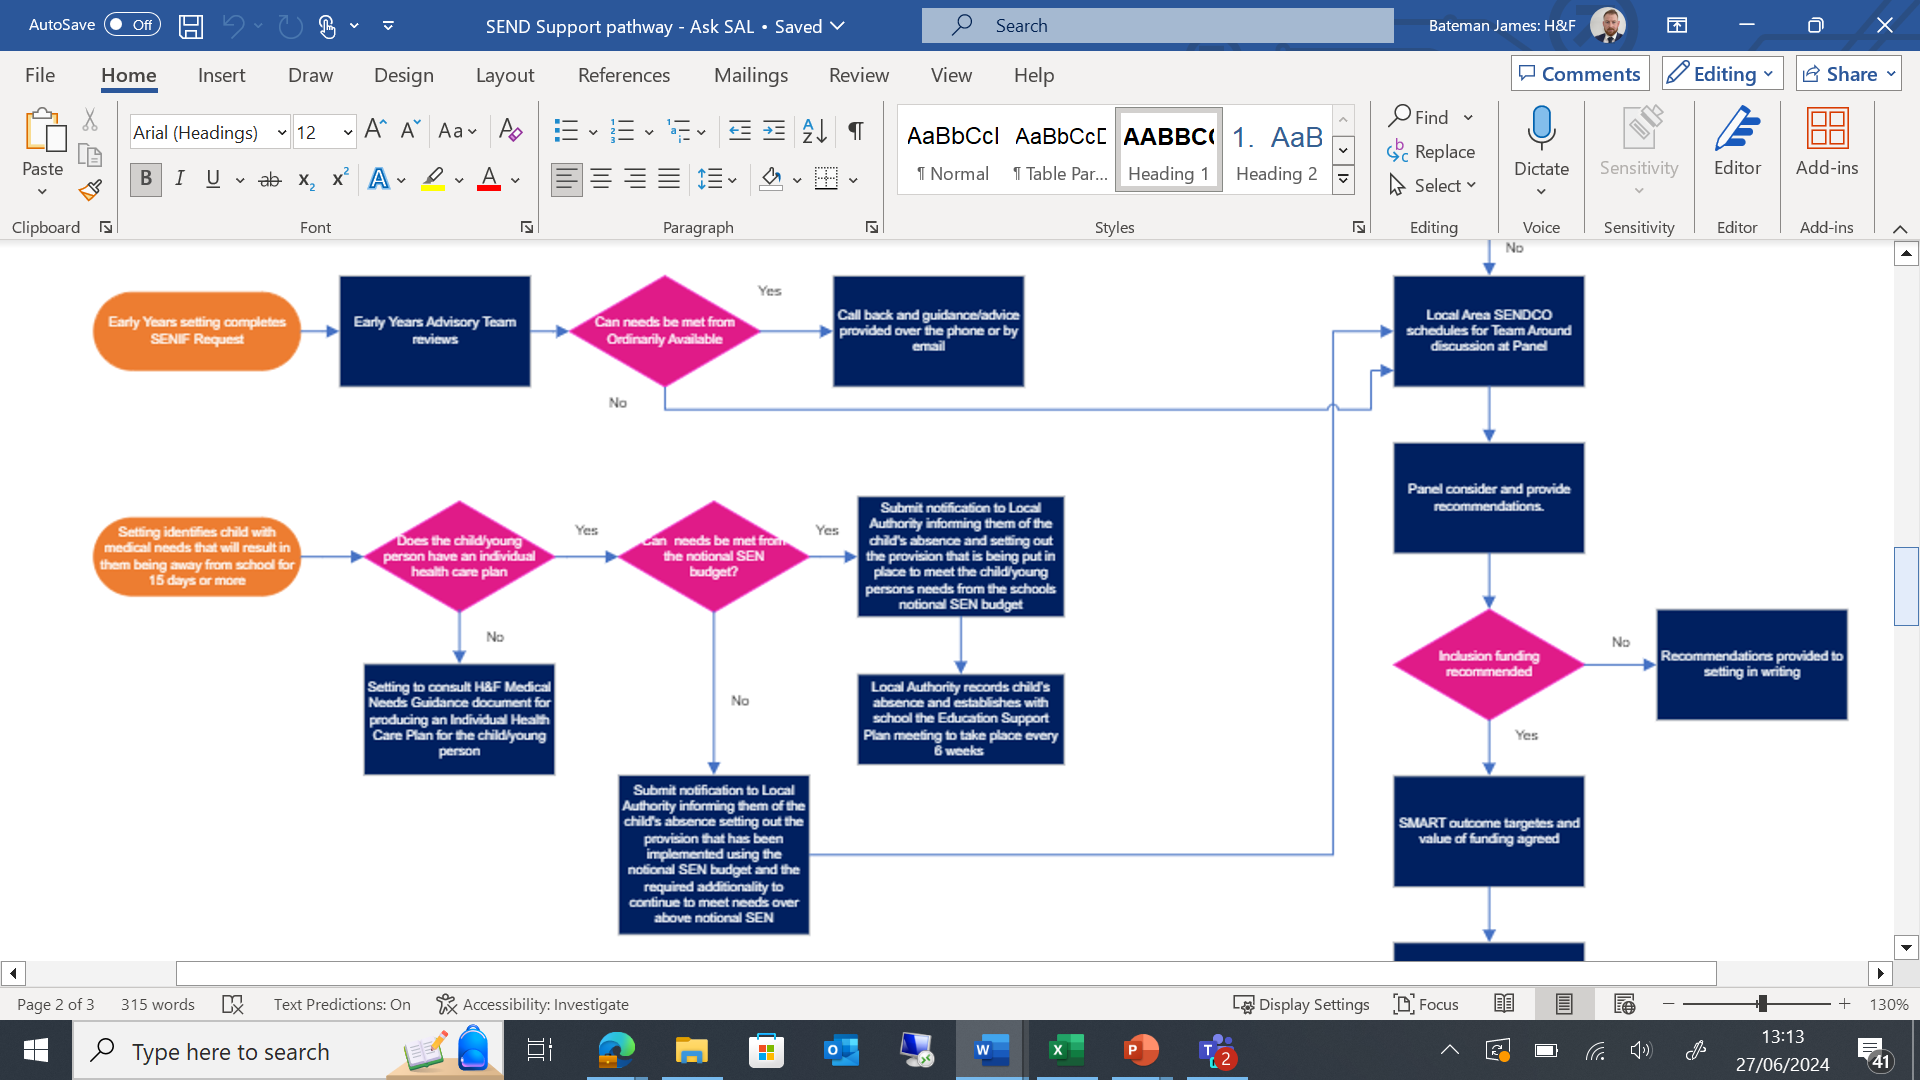 AutoSave Off
SEND Support pathway - Ask SAL • Saved
Search
Bateman James: H&F
File Home Insert Draw Design Layout References Mailings Review View Help
Comments Editing Share
Paste
Arial (Headings) 12
Aa
B I U ab x2 x2 A A
AaBbCcI AaBbCcD AABBC( 1. AaB
¶ Normal ¶ Table Par... Heading 1 Heading 2
Find
Replace
Select
Dictate
Sensitivity
Editor
Add-ins
Clipboard Font Paragraph Styles Editing Voice Sensitivity Editor Add-ins
No
Early Years setting completes
SENIF Request
Early Years Advisory Team
reviews
Can needs be met from
Ordinarily Available
Yes
Call back and guidance/advice
provided over the phone or by
email
No
Local Area SENDCO
schedules for Team Around
discussion at Panel
Panel consider and provide
recommendations.
Setting identifies child with
medical needs that will result in
them being away from school for
15 days or more
Does the child/young
person have an individual
health care plan
Yes
Can needs be met from
the notional SEN
budget?
Yes
Submit notification to Local
Authority informing them of the
child's absence and setting out
the provision that is being put in
place to meet the child/young
persons needs from the schools
notional SEN budget
No
Setting to consult H&F Medical
Needs Guidance document for
producing an Individual Health
Care Plan for the child/young
person
No
Local Authority records child's
absence and establishes with
school the Education Support
Plan meeting to take place every
6 weeks
Submit notification to Local
Authority informing them of the
child's absence setting out the
provision that has been
implemented using the
notional SEN budget and the
required additionality to
continue to meet needs over
above notional SEN
Inclusion funding
recommended
No
Recommendations provided to
setting in writing
Yes
SMART outcome targetes and
value of funding agreed
Page 2 of 3 315 words Text Predictions: On Accessibility: Investigate Display Settings Focus 130%
Type here to search
2
13:13
27/06/2024
41